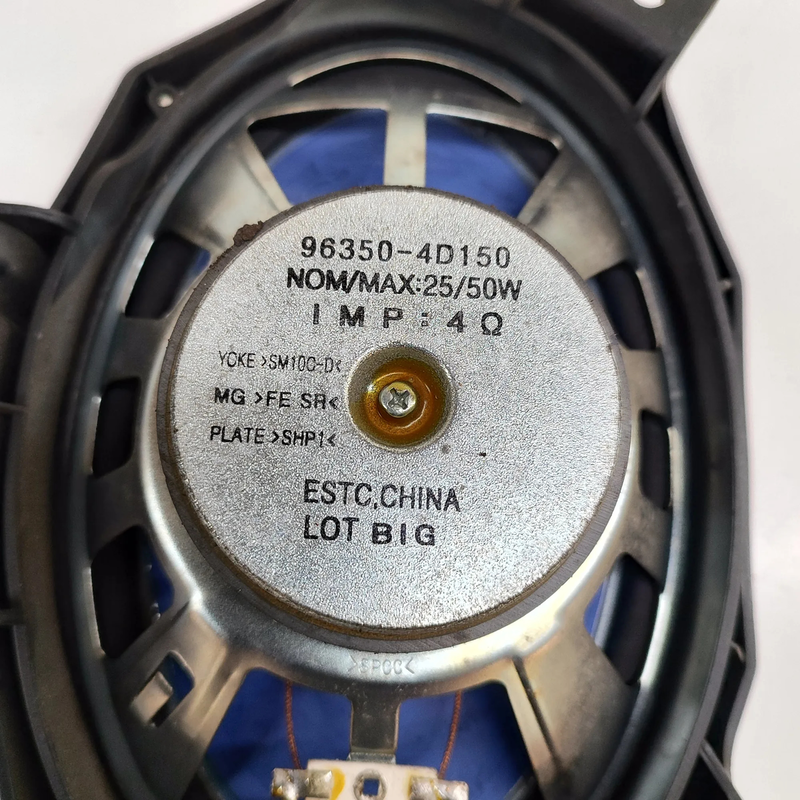 96350-4D150
NOM/MAX:25/50W
IMP:4Ω
YOKE >SM10C-D<
MG >FE SR<
PLATE >SHP1<
ESTC,CHINA
LOT BIG
>SPCC<